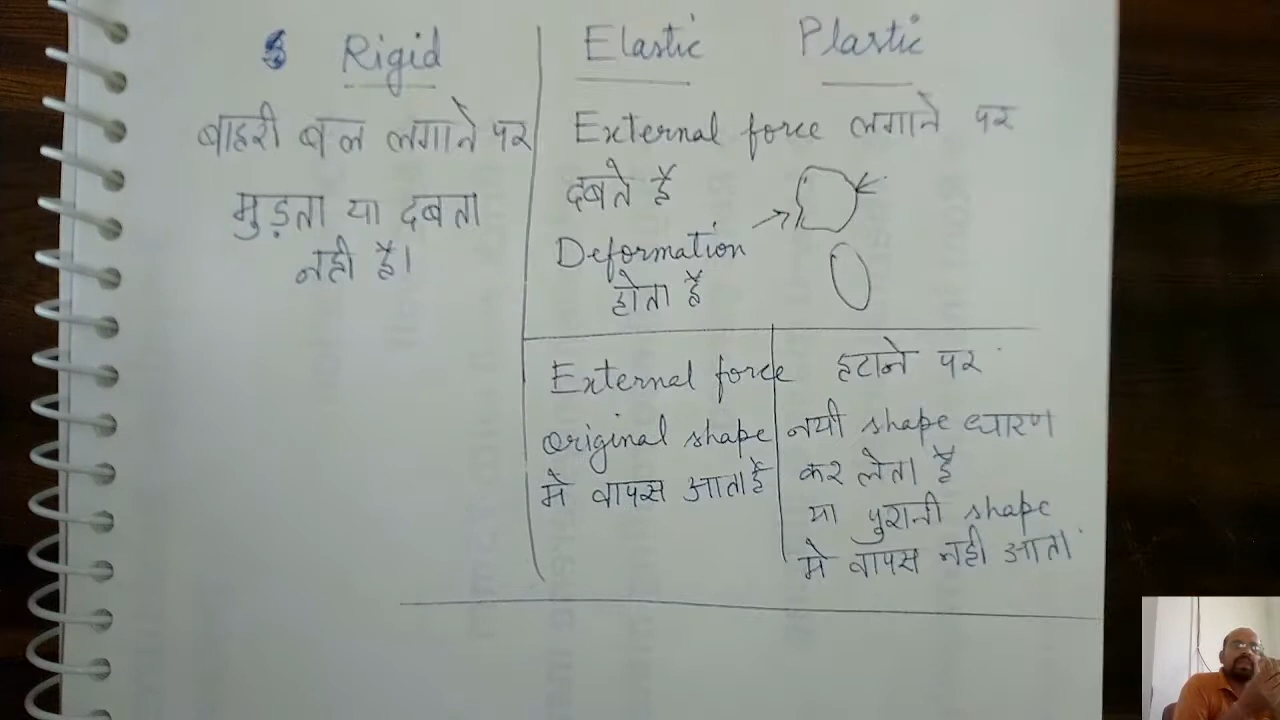 Rigid
बाहरी बल लगाने पर
मुड़ता या दबता
नही है।
Elastic Plastic
External force लगाने पर
दबते है
Deformation
होता है
External force हटाने पर
original shape
मे वापस आता है
नयी shape धारण
कर लेता है
या पुरानी shape
मे वापस नही आता